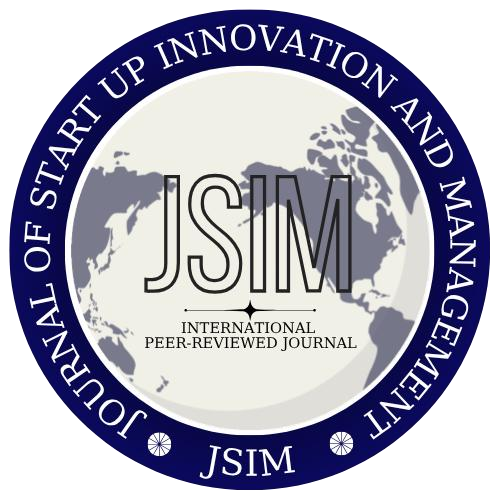 JOURNAL OF START UP INNOVATION AND MANAGEMENT
JSIM
INTERNATIONAL
PEER-REVIEWED JOURNAL
JSIM